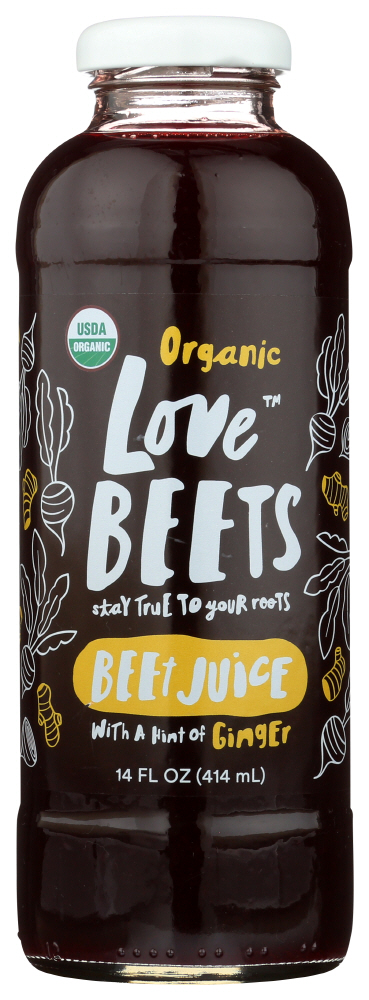 USDA
ORGANIC
Organic
Love™
BEETS
stay True To your roots
BEEt JUiCE
WiTh A Hint of GinGEr
14 FL OZ (414 mL)